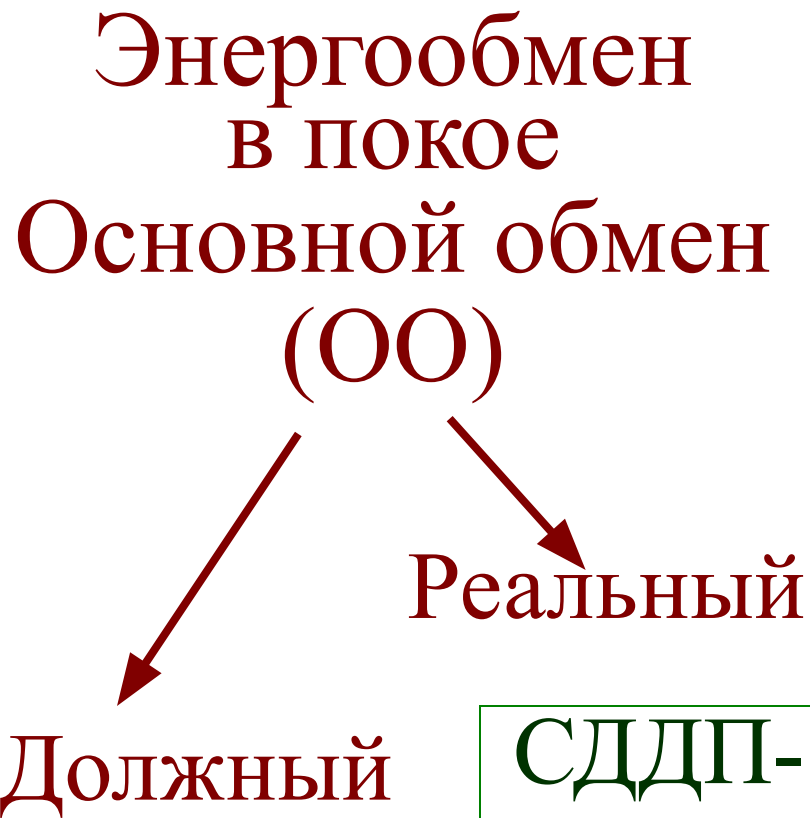 Энергообмен
в покое
Основной обмен
(ОО)
Реальный
Должный
СДДП-